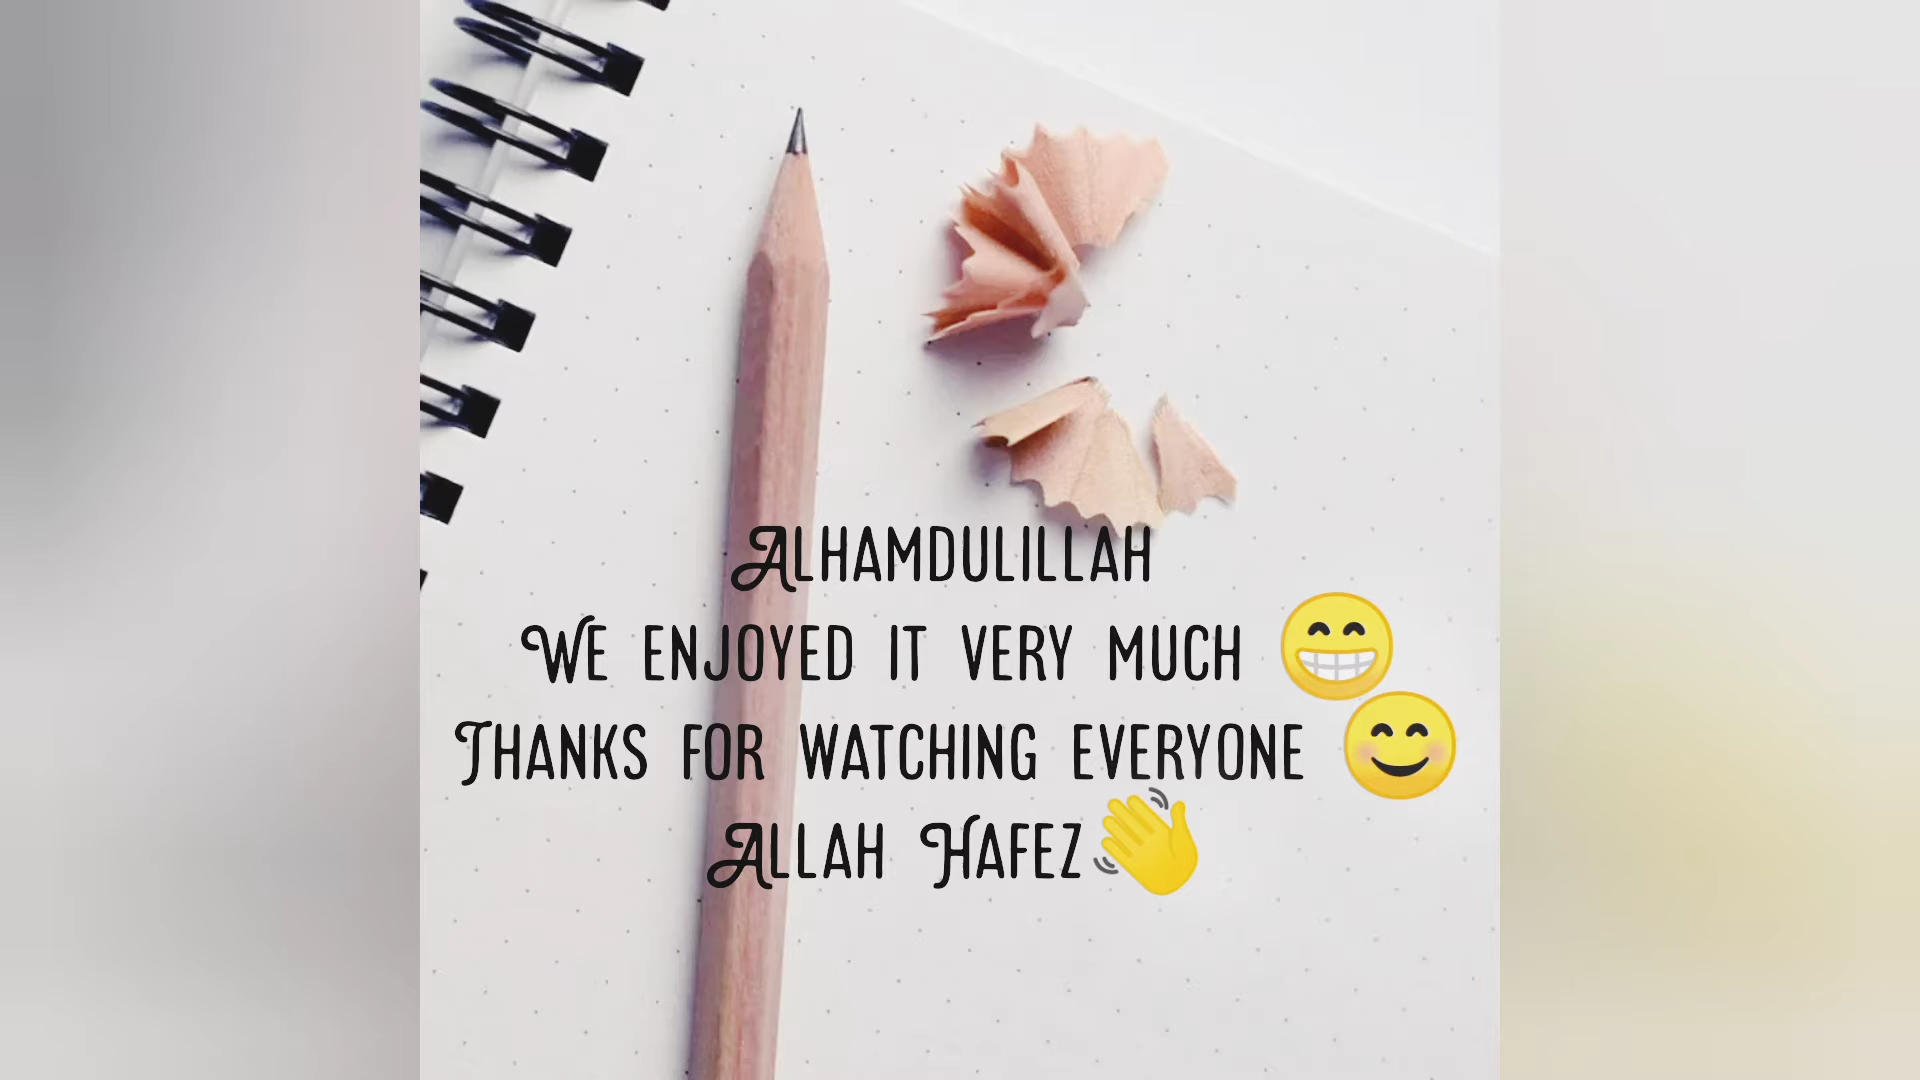 Alhamdulillah
We enjoyed it very much 😁
Thanks for watching everyone 😊
Allah Hafez👋